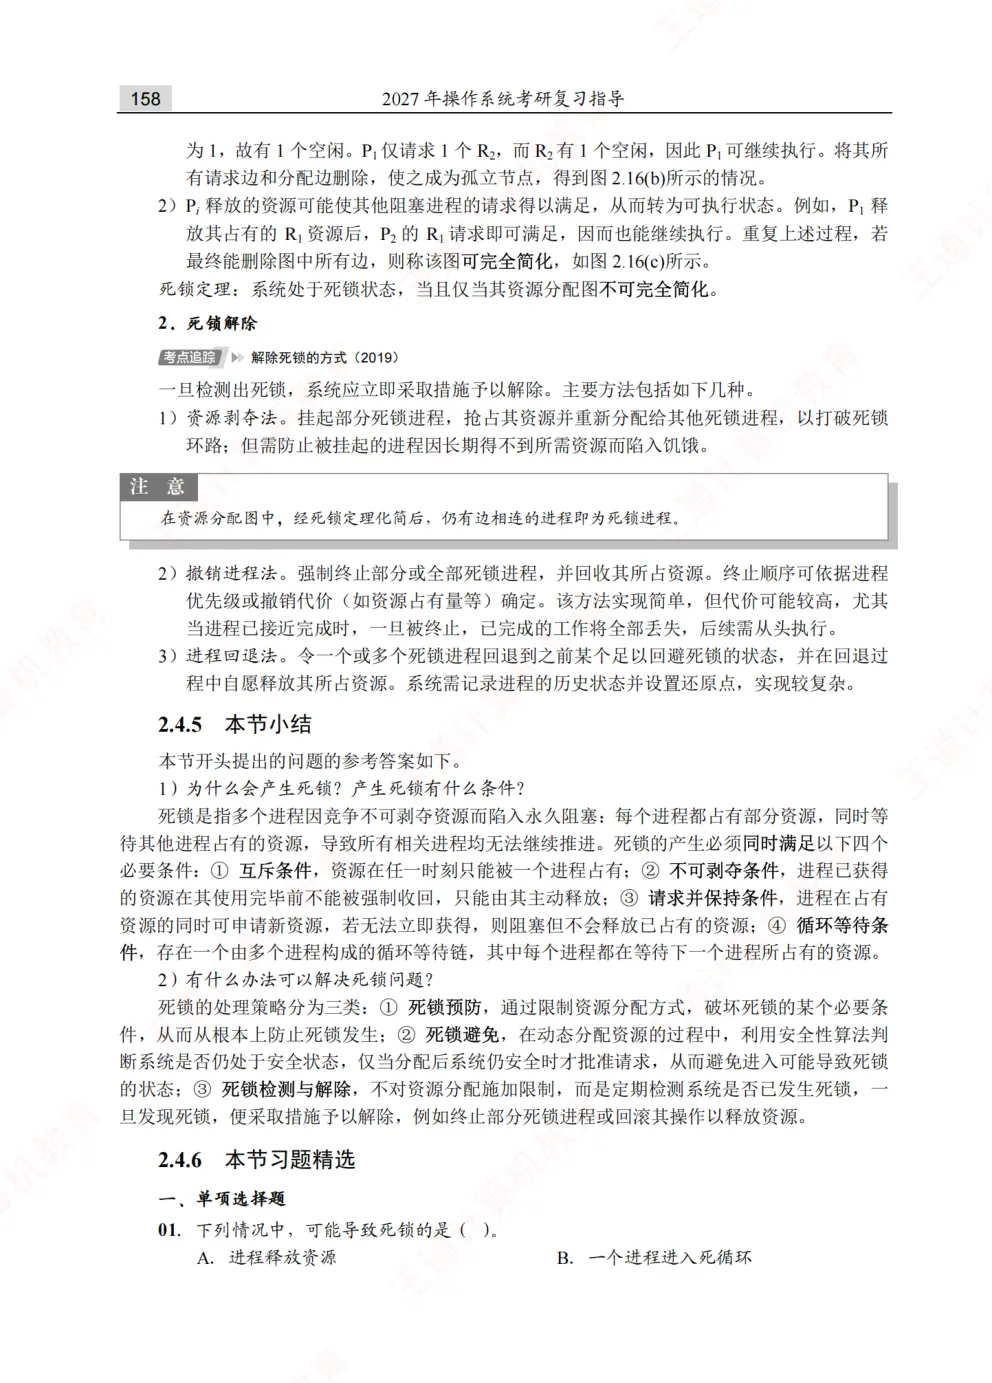 158
2027 年操作系统考研复习指导
为 1，故有 1 个空闲。P1 仅请求 1 个 R2，而 R2 有 1 个空闲，因此 P1 可继续执行。将其所
有请求边和分配边删除，使之成为孤立节点，得到图 2.16(b)所示的情况。
2）Pi 释放的资源可能使其他阻塞进程的请求得以满足，从而转为可执行状态。例如，P1 释
放其占有的 R1 资源后，P2 的 R1 请求即可满足，因而也能继续执行。重复上述过程，若
最终能删除图中所有边，则称该图可完全简化，如图 2.16(c)所示。
死锁定理：系统处于死锁状态，当且仅当其资源分配图不可完全简化。
2．死锁解除
考点追踪 解除死锁的方式（2019）
一旦检测出死锁，系统应立即采取措施予以解除。主要方法包括如下几种。
1）资源剥夺法。挂起部分死锁进程，抢占其资源并重新分配给其他死锁进程，以打破死锁
环路；但需防止被挂起的进程因长期得不到所需资源而陷入饥饿。
注 意
在资源分配图中，经死锁定理化简后，仍有边相连的进程即为死锁进程。
2）撤销进程法。强制终止部分或全部死锁进程，并回收其所占资源。终止顺序可依据进程
优先级或撤销代价（如资源占有量等）确定。该方法实现简单，但代价可能较高，尤其
当进程已接近完成时，一旦被终止，已完成的工作将全部丢失，后续需从头执行。
3）进程回退法。令一个或多个死锁进程回退到之前某个足以回避死锁的状态，并在回退过
程中自愿释放其所占资源。系统需记录进程的历史状态并设置还原点，实现较复杂。
2.4.5 本节小结
本节开头提出的问题的参考答案如下。
1）为什么会产生死锁？产生死锁有什么条件？
死锁是指多个进程因竞争不可剥夺资源而陷入永久阻塞：每个进程都占有部分资源，同时等
待其他进程占有的资源，导致所有相关进程均无法继续推进。死锁的产生必须同时满足以下四个
必要条件：① 互斥条件，资源在任一时刻只能被一个进程占有；② 不可剥夺条件，进程已获得
的资源在其使用完毕前不能被强制收回，只能由其主动释放；③ 请求并保持条件，进程在占有
资源的同时可申请新资源，若无法立即获得，则阻塞但不会释放已占有的资源；④ 循环等待条
件，存在一个由多个进程构成的循环等待链，其中每个进程都在等待下一个进程所占有的资源。
2）有什么办法可以解决死锁问题？
死锁的处理策略分为三类：① 死锁预防，通过限制资源分配方式，破坏死锁的某个必要条
件，从而从根本上防止死锁发生；② 死锁避免，在动态分配资源的过程中，利用安全性算法判
断系统是否仍处于安全状态，仅当分配后系统仍安全时才批准请求，从而避免进入可能导致死锁
的状态；③ 死锁检测与解除，不对资源分配施加限制，而是定期检测系统是否已发生死锁，一
旦发现死锁，便采取措施予以解除，例如终止部分死锁进程或回滚其操作以释放资源。
2.4.6 本节习题精选
一、单项选择题
01. 下列情况中，可能导致死锁的是（ ）。
A. 进程释放资源
B. 一个进程进入死循环
王道计算机教育